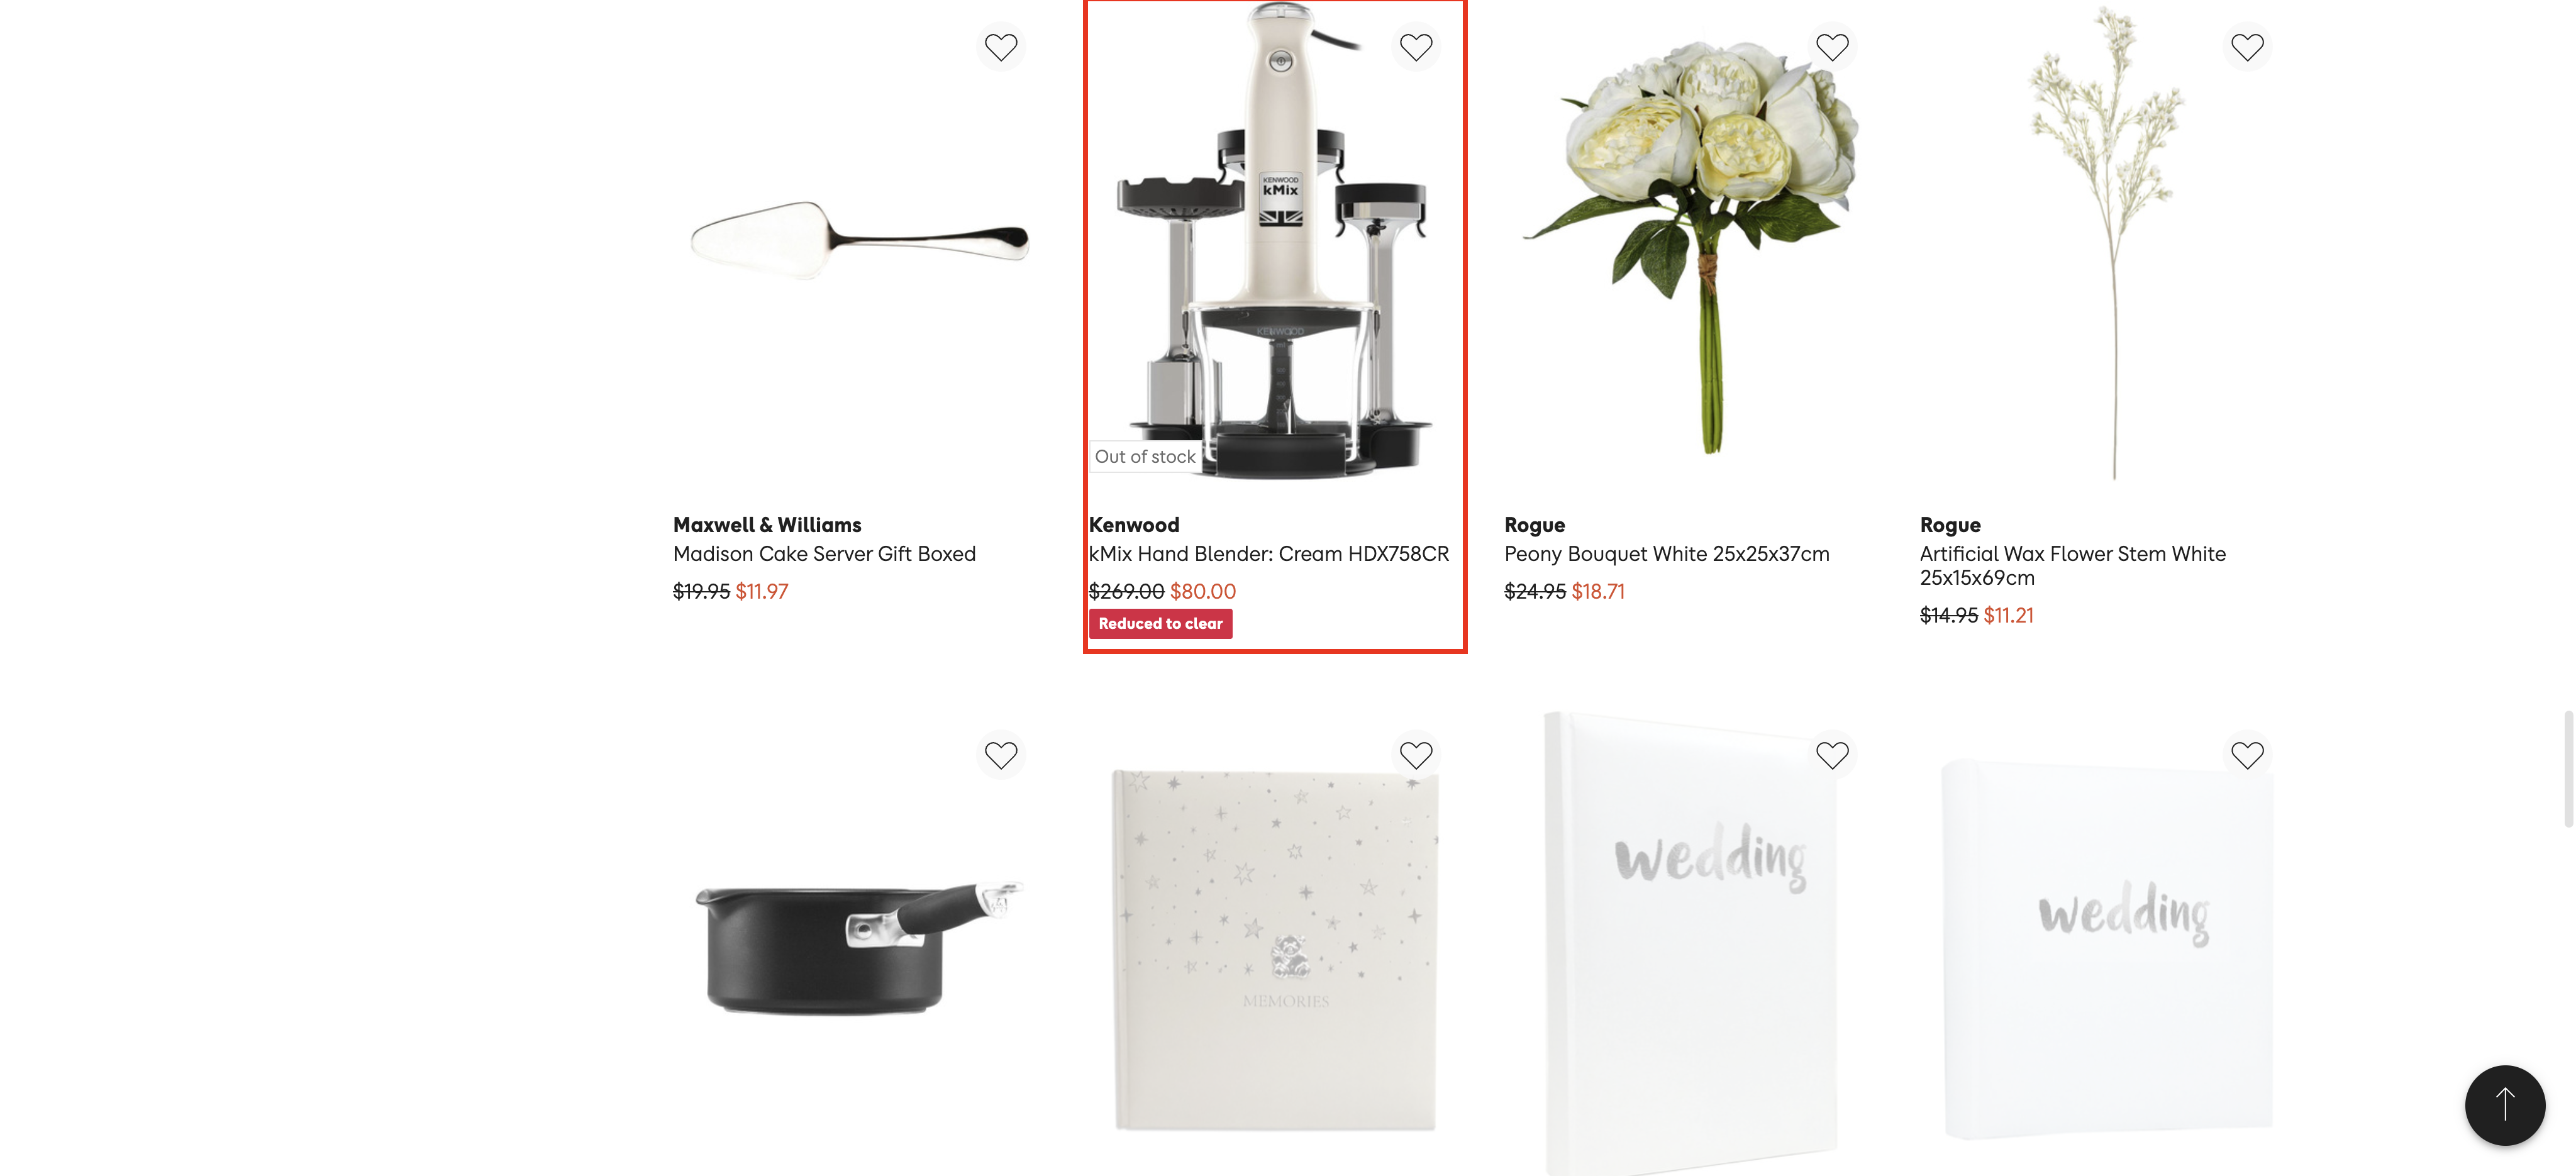 KENWOOD
kMix
KENWOOD
Out of stock
Maxwell & Williams
Madison Cake Server Gift Boxed
$19.95 $11.97
Kenwood
kMix Hand Blender: Cream HDX758CR
$269.00 $80.00
Reduced to clear
Rogue
Peony Bouquet White 25x25x37cm
$24.95 $18.71
Rogue
Artificial Wax Flower Stem White
25x15x69cm
$14.95 $11.21
MEMORIES
wedding
wedding